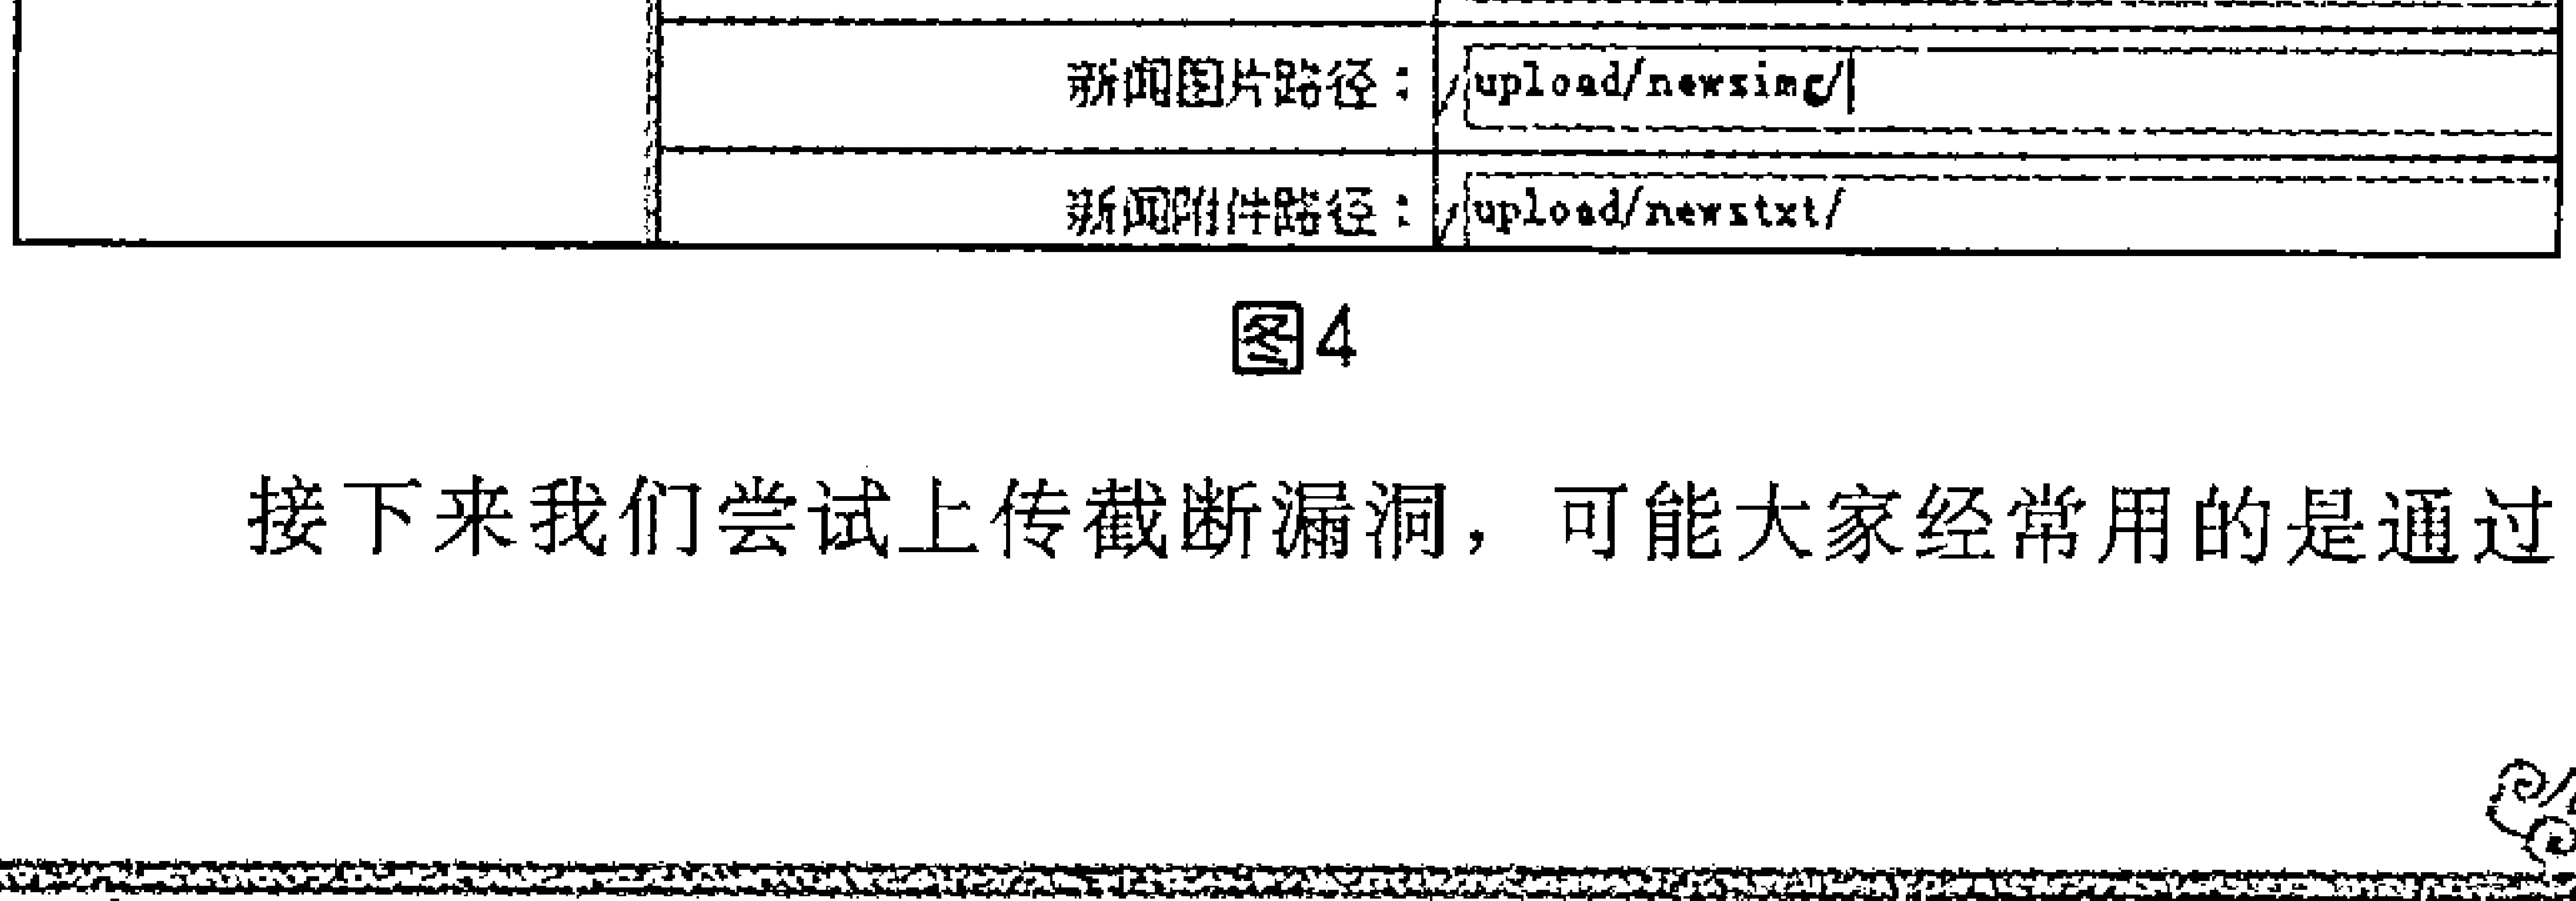 新闻图片路径： /upload/newsimg/
新闻附件路径： /upload/newstxt/
图4
接下来我们尝试上传截断漏洞，可能大家经常用的是通过